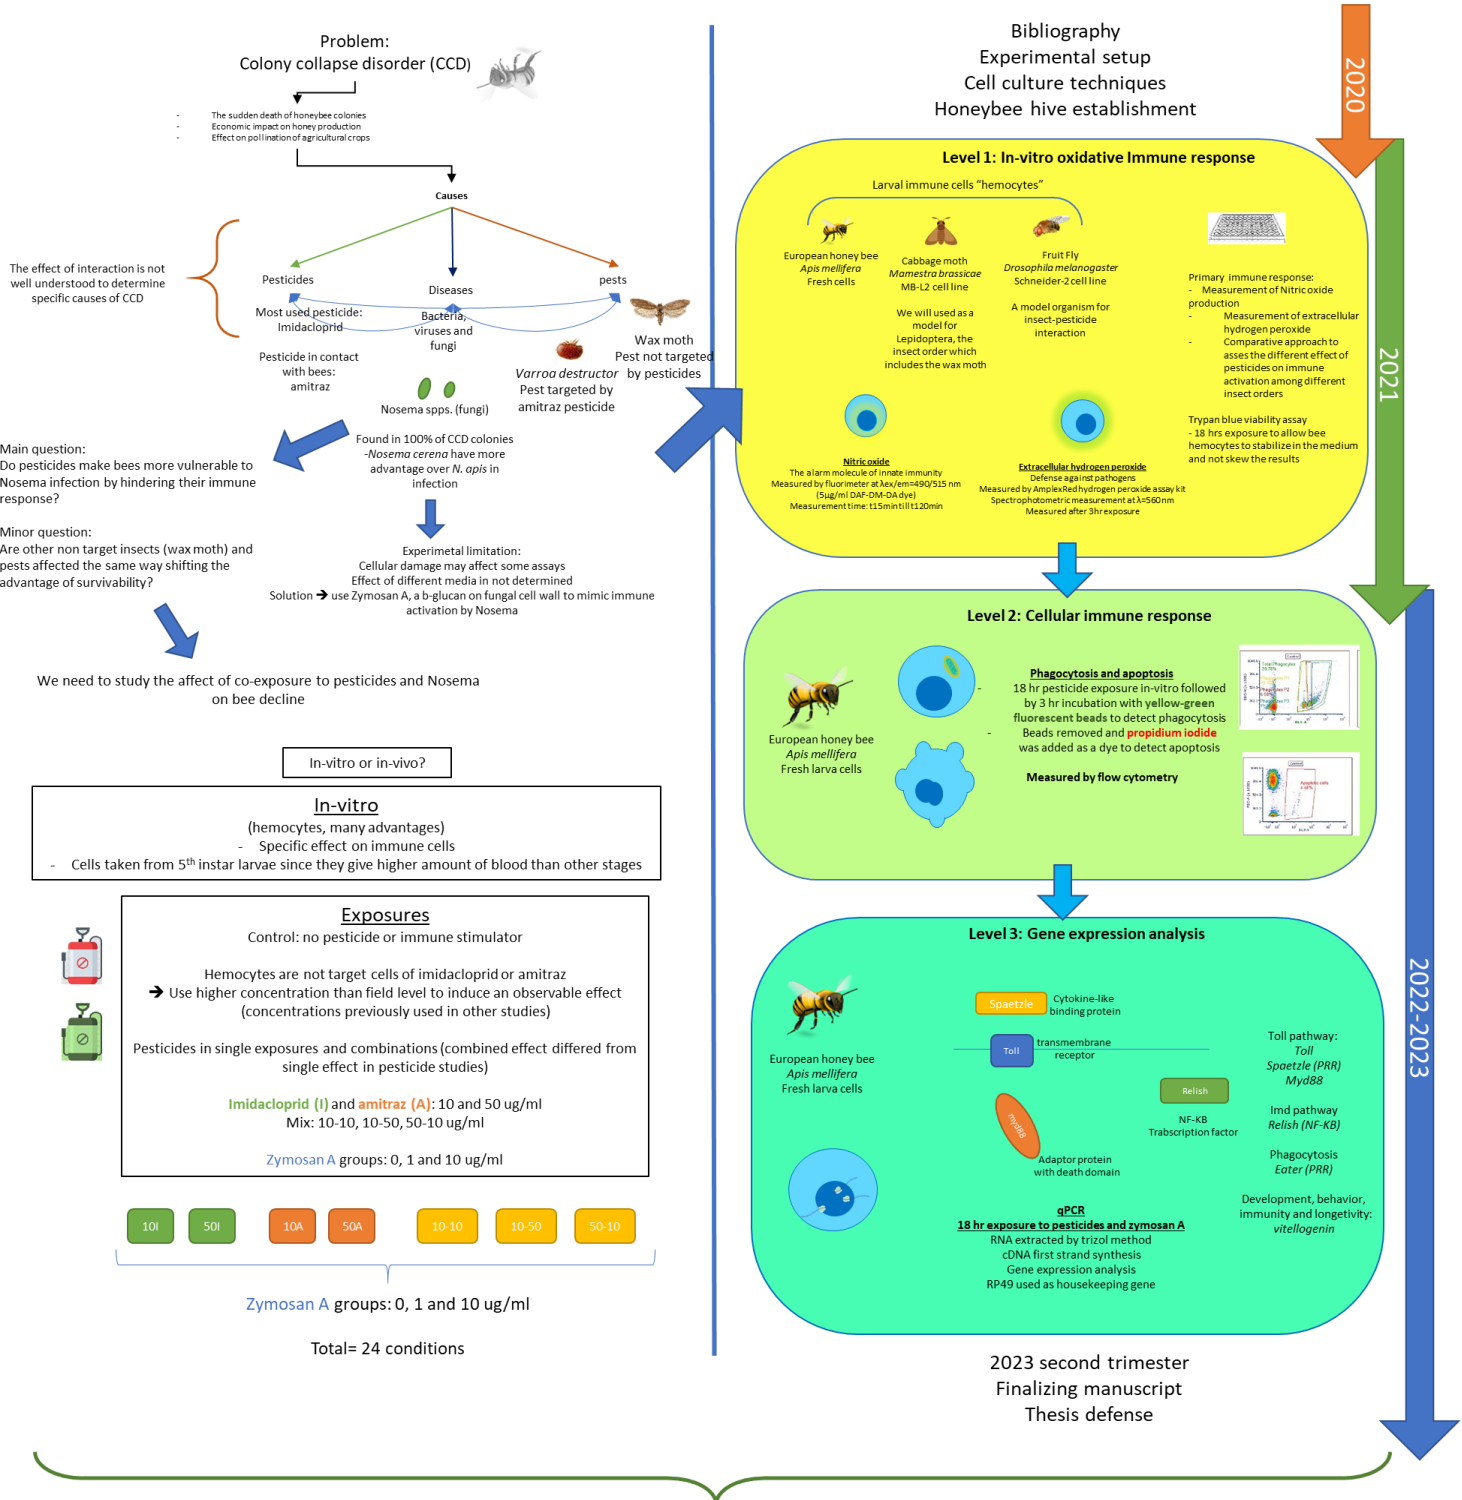 Problem:
Colony collapse disorder (CCD)
- The sudden death of honeybee colonies
- Economic impact on honey production
- Effect on pollination of agricultural crops
Causes
The effect of interaction is not
well understood to determine
specific causes of CCD
Pesticides
Most used pesticide:
Imidacloprid
Pesticide in contact
with bees:
amitraz
Diseases
Bacteria,
viruses and
fungi
pests
Wax moth
Pest not targeted
by pesticides
Varroa destructor
Pest targeted by
amitraz pesticide
Nosema spps. (fungi)
Found in 100% of CCD colonies
-Nosema cerena have more
advantage over N. apis in
infection
Main question:
Do pesticides make bees more vulnerable to
Nosema infection by hindering their immune
response?
Minor question:
Are other non target insects (wax moth) and
pests affected the same way shifting the
advantage of survivability?
Experimetal limitation:
Cellular damage may affect some assays
Effect of different media in not determined
Solution ➔ use Zymosan A, a b-glucan on fungal cell wall to mimic immune
activation by Nosema
We need to study the affect of co-exposure to pesticides and Nosema
on bee decline
In-vitro or in-vivo?
In-vitro
(hemocytes, many advantages)
- Specific effect on immune cells
- Cells taken from 5th instar larvae since they give higher amount of blood than other stages
Exposures
Control: no pesticide or immune stimulator
Hemocytes are not target cells of imidacloprid or amitraz
➔ Use higher concentration than field level to induce an observable effect
(concentrations previously used in other studies)
Pesticides in single exposures and combinations (combined effect differed from
single effect in pesticide studies)
Imidacloprid (I) and amitraz (A): 10 and 50 ug/ml
Mix: 10-10, 10-50, 50-10 ug/ml
Zymosan A groups: 0, 1 and 10 ug/ml
10I 50I 10A 50A 10-10 10-50 50-10
Zymosan A groups: 0, 1 and 10 ug/ml
Total= 24 conditions
Bibliography
Experimental setup
Cell culture techniques
Honeybee hive establishment
2020
Level 1: In-vitro oxidative Immune response
Larval immune cells “hemocytes”
European honey bee
Apis mellifera
Fresh cells
Cabbage moth
Mamestra brassicae
MB-L2 cell line
We will used as a
model for
Lepidoptera, the
insect order which
includes the wax moth
Fruit Fly
Drosophila melanogaster
Schneider-2 cell line
A model organism for
insect-pesticide
interaction
Primary immune response:
- Measurement of Nitric oxide
production
- Measurement of extracellular
hydrogen peroxide
- Comparative approach to
asses the different effect of
pesticides on immune
activation among different
insect orders
Trypan blue viability assay
- 18 hrs exposure to allow bee
hemocytes to stabilize in the medium
and not skew the results
Nitric oxide
The alarm molecule of innate immunity
Measured by fluorimeter at λex/em=490/515 nm
(5µg/ml DAF-DM-DA dye)
Measurement time: t15min till t120min
Extracellular hydrogen peroxide
Defense against pathogens
Measured by AmplexRed hydrogen peroxide assay kit
Spectrophotometric measurement at λ=560nm
Measured after 3hr exposure
2021
Level 2: Cellular immune response
European honey bee
Apis mellifera
Fresh larva cells
Phagocytosis and apoptosis
- 18 hr pesticide exposure in-vitro followed
by 3 hr incubation with yellow-green
fluorescent beads to detect phagocytosis
- Beads removed and propidium iodide
was added as a dye to detect apoptosis
Measured by flow cytometry
Apoptotic cells
2022-2023
Level 3: Gene expression analysis
European honey bee
Apis mellifera
Fresh larva cells
Spaetzle
Cytokine-like
binding protein
Toll
transmembrane
receptor
myd88
Adaptor protein
with death domain
Relish
NF-KB
Trabscription factor
Toll pathway:
Toll
Spaetzle (PRR)
Myd88
Imd pathway
Relish (NF-KB)
Phagocytosis
Eater (PRR)
Development, behavior,
immunity and longetivity:
vitellogenin
qPCR
18 hr exposure to pesticides and zymosan A
RNA extracted by trizol method
cDNA first strand synthesis
Gene expression analysis
RP49 used as housekeeping gene
2023 second trimester
Finalizing manuscript
Thesis defense